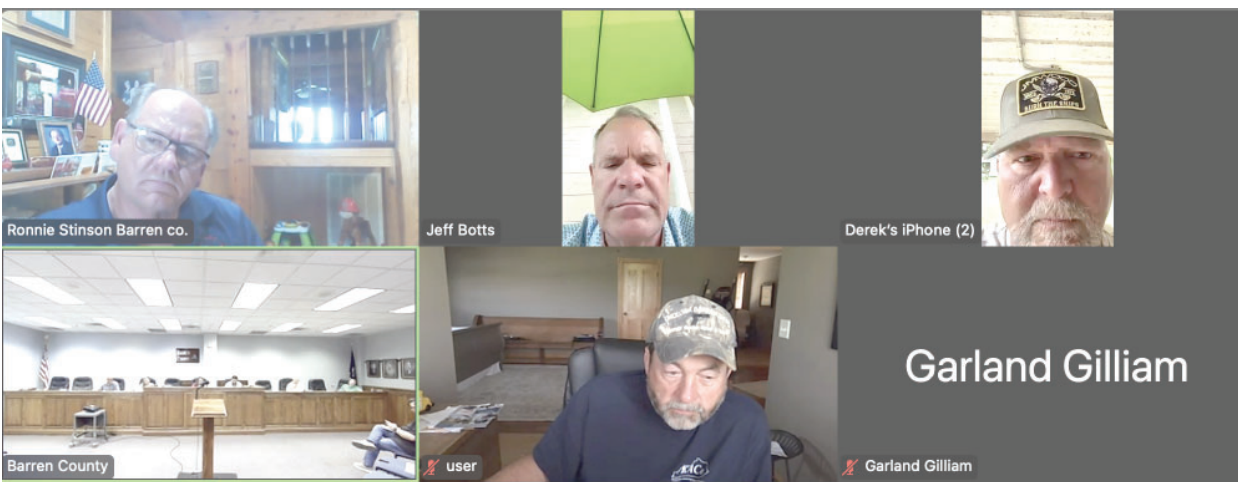 Ronnie Stinson Barren co.
Jeff Botts
Derek's iPhone (2)
Barren County
user
Garland Gilliam
Garland Gilliam